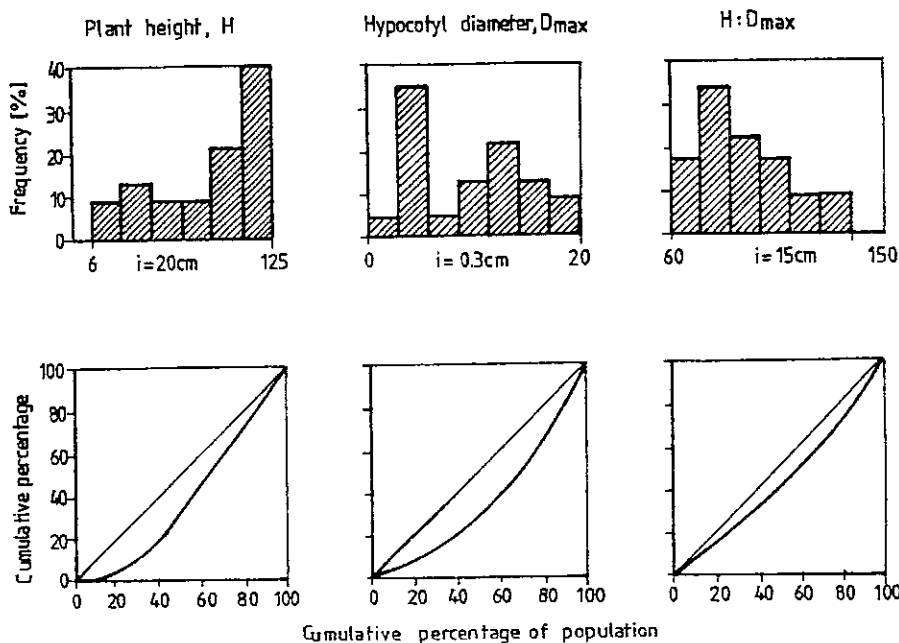 Plant height, H
Hypocotyl diameter, Dmax
H:Dmax
Frequency [%]
40
30
20
10
0
6 i=20cm 125
0 i=0.3cm 20
60 i=15cm 150
Cumulative percentage
100
80
60
40
20
0
0 20 40 60 80 100
0 20 40 60 80 100
0 20 40 60 80 100
Cumulative percentage of population